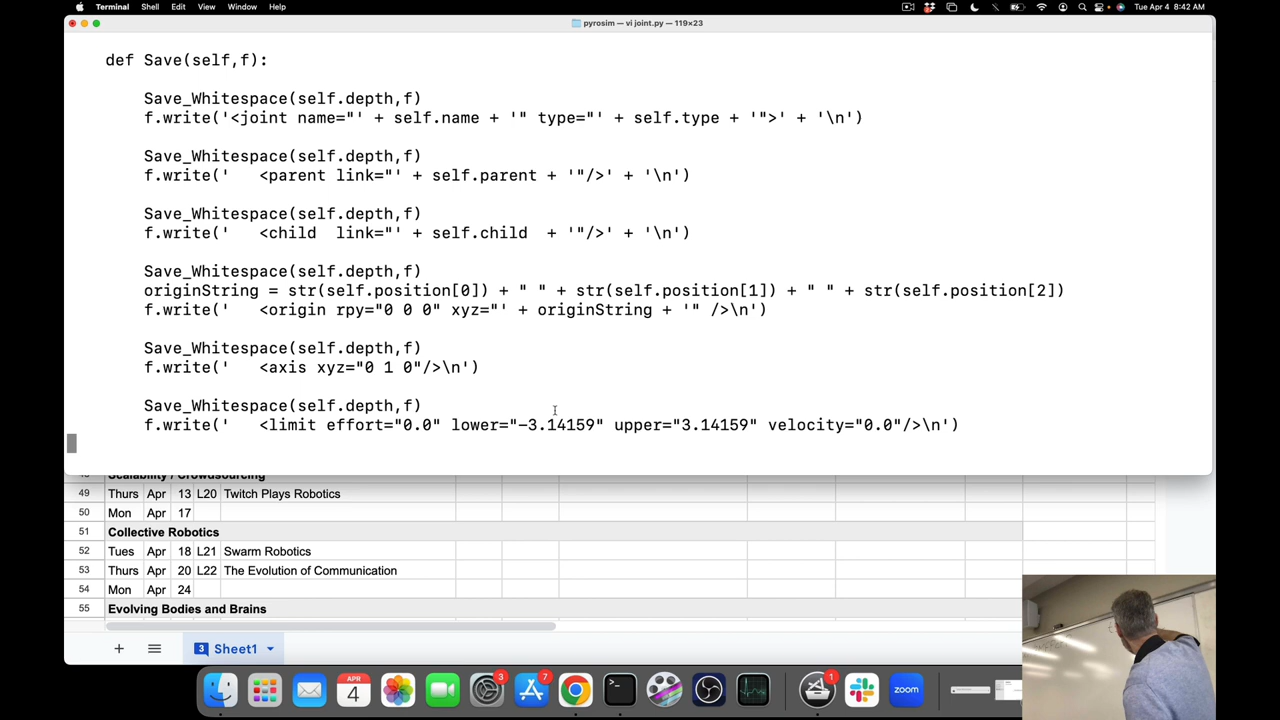 Terminal Shell Edit View Window Help
Tue Apr 4 8:42 AM
pyrosim — vi joint.py — 119×23
def Save(self,f):
Save_Whitespace(self.depth,f)
f.write('<joint name="' + self.name + '" type="' + self.type + '">' + '\n')
Save_Whitespace(self.depth,f)
f.write('   <parent link="' + self.parent + '"/>' + '\n')
Save_Whitespace(self.depth,f)
f.write('   <child  link="' + self.child  + '"/>' + '\n')
Save_Whitespace(self.depth,f)
originString = str(self.position[0]) + " " + str(self.position[1]) + " " + str(self.position[2])
f.write('   <origin rpy="0 0 0" xyz="' + originString + '" />\n')
Save_Whitespace(self.depth,f)
f.write('   <axis xyz="0 1 0"/>\n')
Save_Whitespace(self.depth,f)
f.write('   <limit effort="0.0" lower="-3.14159" upper="3.14159" velocity="0.0"/>\n')
Scalability / Crowdsourcing
49 Thurs Apr 13 L20 Twitch Plays Robotics
50 Mon Apr 17
51 Collective Robotics
52 Tues Apr 18 L21 Swarm Robotics
53 Thurs Apr 20 L22 The Evolution of Communication
54 Mon Apr 24
55 Evolving Bodies and Brains
3 Sheet1
APR 4
3
7
1
zoom